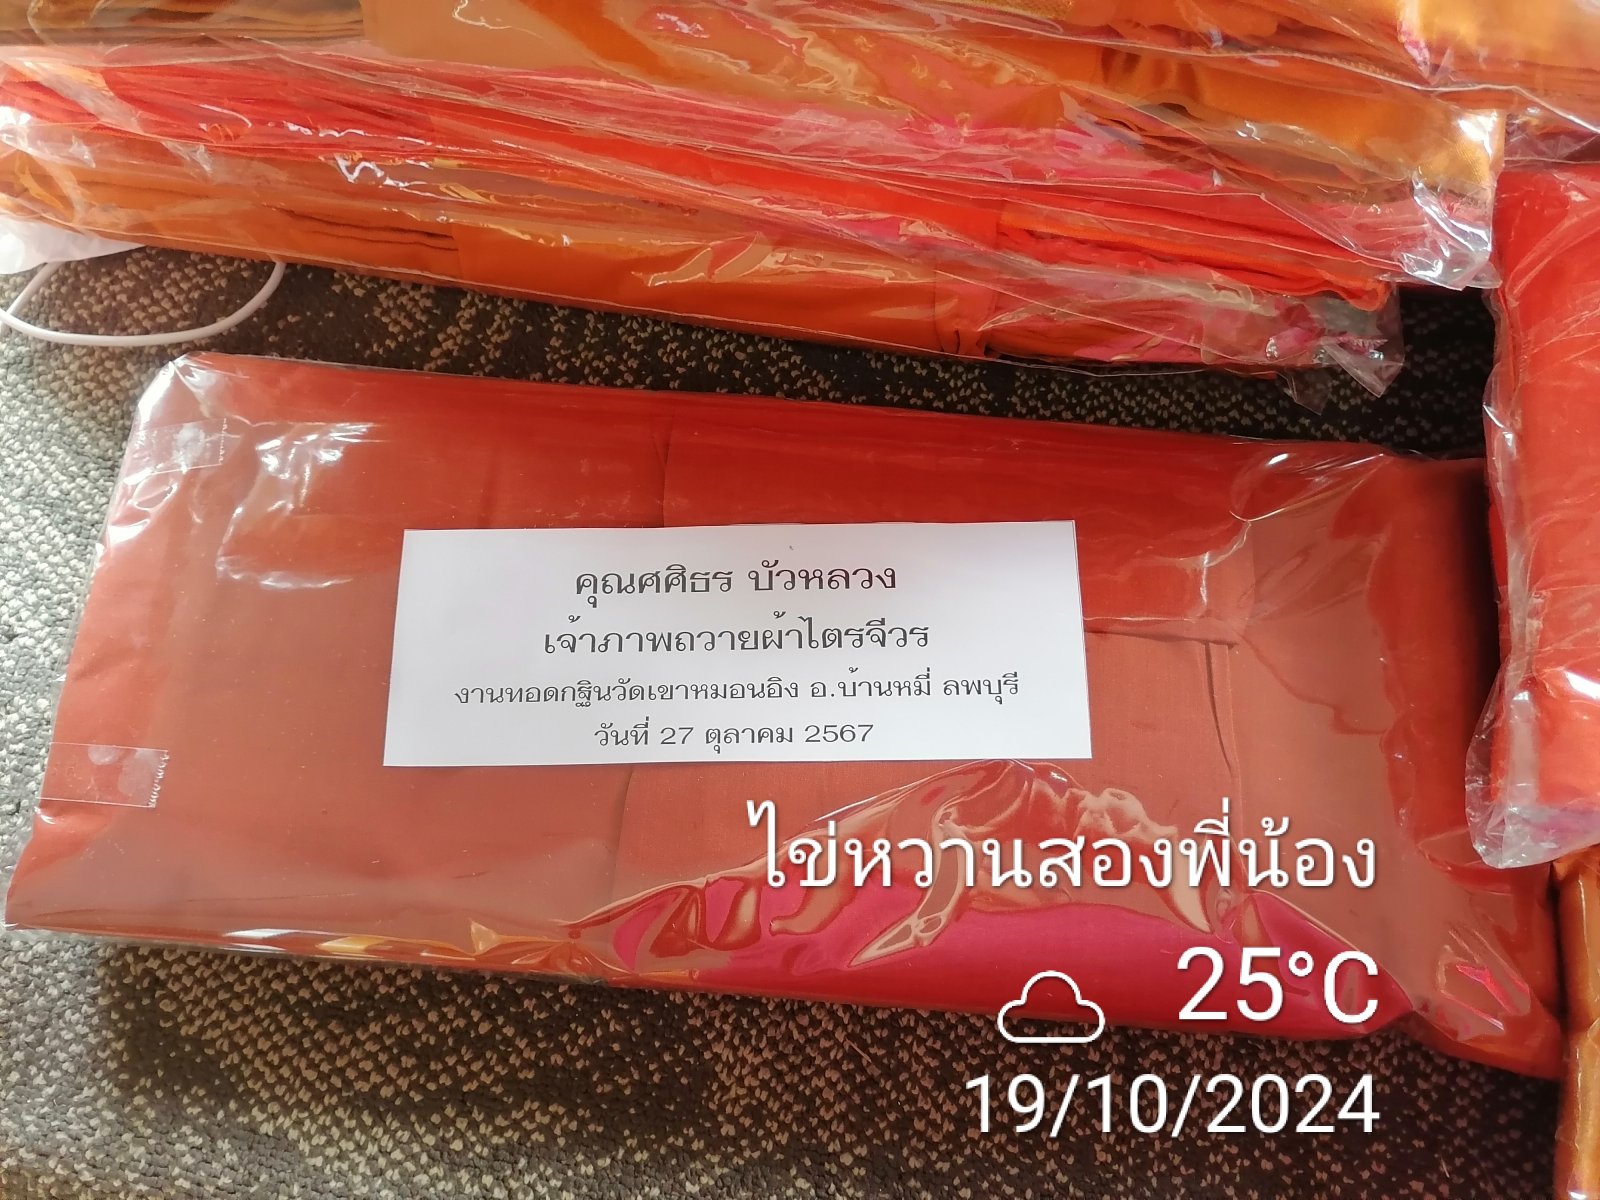 คุณศศิธร บัวหลวง
เจ้าภาพถวายผ้าไตรจีวร
งานทอดกฐินวัดเขาหมอนอิง อ.บ้านหมี่ ลพบุรี
วันที่ 27 ตุลาคม 2567
ไข่หวานสองพี่น้อง
25°C
19/10/2024